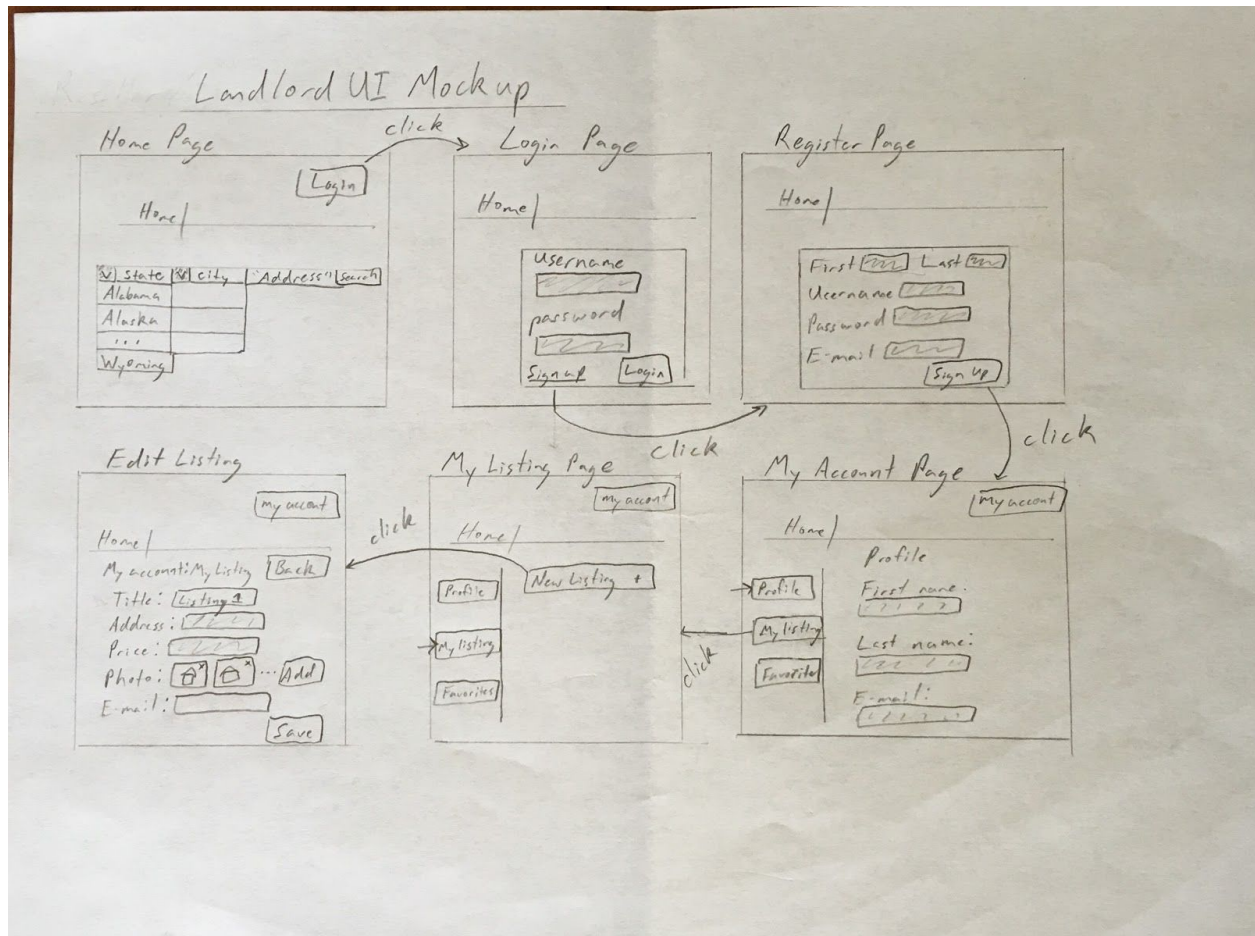 Landlord UI Mockup
Home Page
click
Login Page
Register Page
Login
Home
State City "Address" Search
Alabama
Alaska
...
Wyoming
Home
Username
password
Sign up Login
Home
First Last
Username
Password
E-mail
Sign Up
click
click
Edit Listing
My Listing Page
My Account Page
My accont
Home
My account: My Listing Back
Title: Listing 1
Address:
Price:
Photo: x x ... Add
E-mail:
Save
click
My accont
Home
New Listing +
Profile
My listing
Favorites
click
My accont
Home
Profile
Profile
My listing
Favorite
First name:
Last name:
E-mail: